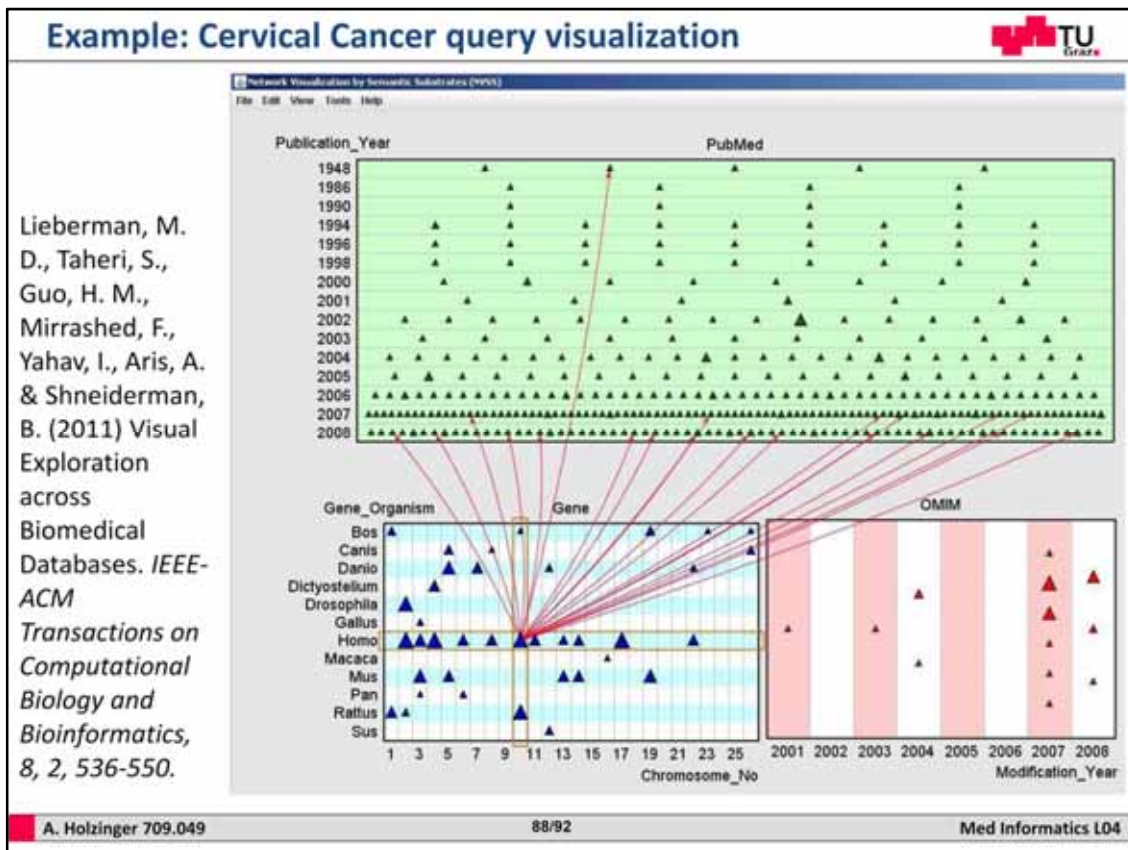 Example: Cervical Cancer query visualization
TU
Graz
Lieberman, M.
D., Taheri, S.,
Guo, H. M.,
Mirrashed, F.,
Yahav, I., Aris, A.
& Shneiderman,
B. (2011) Visual
Exploration
across
Biomedical
Databases. IEEE-
ACM
Transactions on
Computational
Biology and
Bioinformatics,
8, 2, 536-550.
Network Visualization by Semantic Substrates (NVSS)
File Edit View Tools Help
Publication_Year
PubMed
1948
1986
1990
1994
1996
1998
2000
2001
2002
2003
2004
2005
2006
2007
2008
Gene_Organism
Gene
Bos
Canis
Danio
Dictyostelium
Drosophila
Gallus
Homo
Macaca
Mus
Pan
Rattus
Sus
1 3 5 7 9 11 13 15 17 19 21 23 25
Chromosome_No
OMIM
2001 2002 2003 2004 2005 2006 2007 2008
Modification_Year
A. Holzinger 709.049
88/92
Med Informatics L04